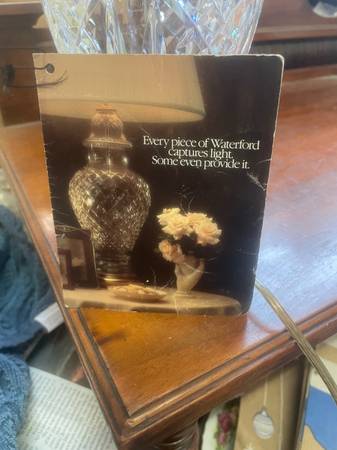 Every piece of Waterford
captures light.
Some even provide it.